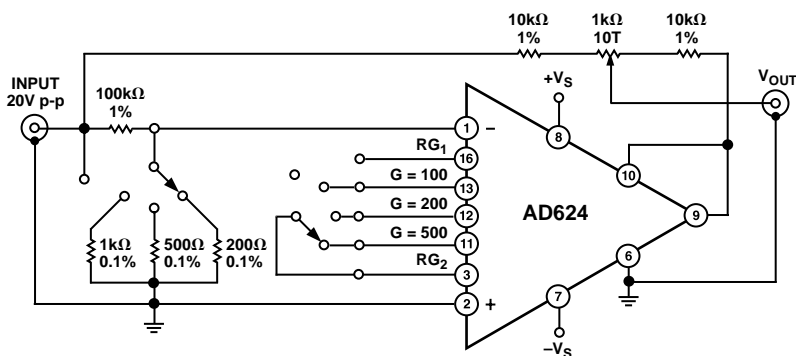 10kΩ
1%
1kΩ
10T
10kΩ
1%
INPUT
20V p-p
100kΩ
1%
+VS
VOUT
1
–
8
RG1
16
10
G = 100
13
G = 200
12
AD624
9
G = 500
11
1kΩ
0.1%
500Ω
0.1%
200Ω
0.1%
RG2
3
6
2
+
7
–VS